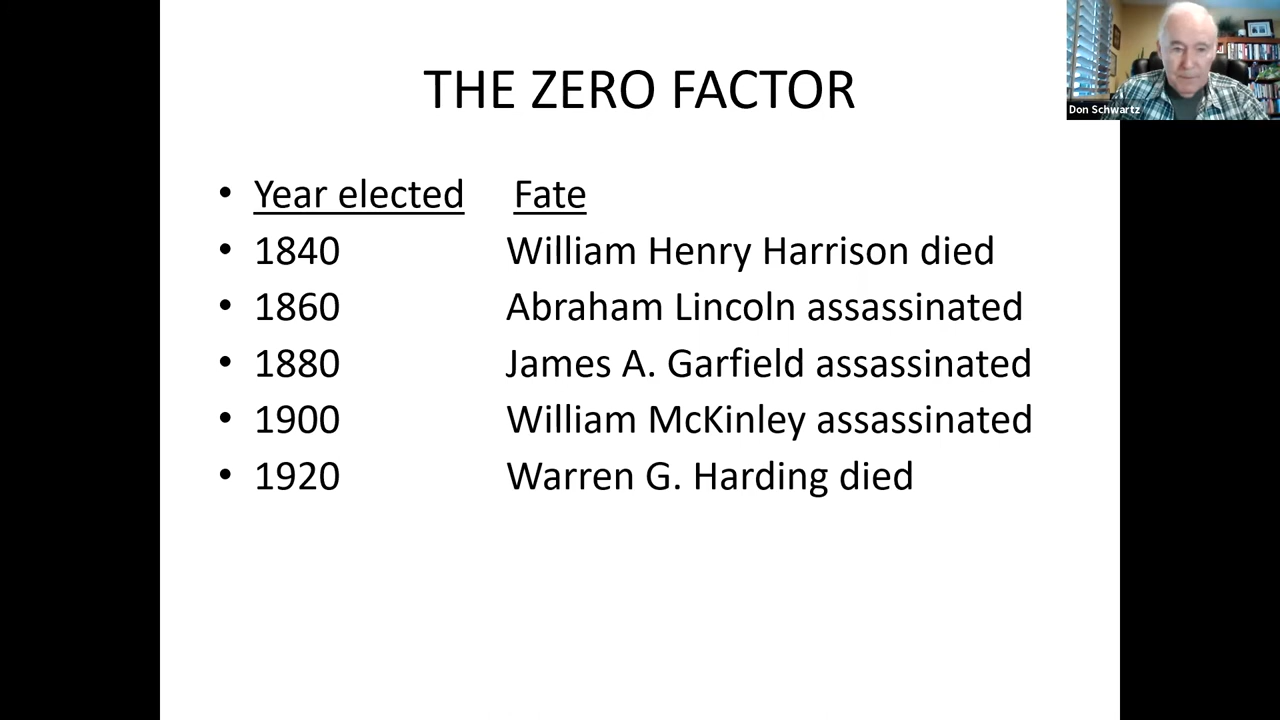 THE ZERO FACTOR
Don Schwartz
• Year elected Fate
• 1840 William Henry Harrison died
• 1860 Abraham Lincoln assassinated
• 1880 James A. Garfield assassinated
• 1900 William McKinley assassinated
• 1920 Warren G. Harding died